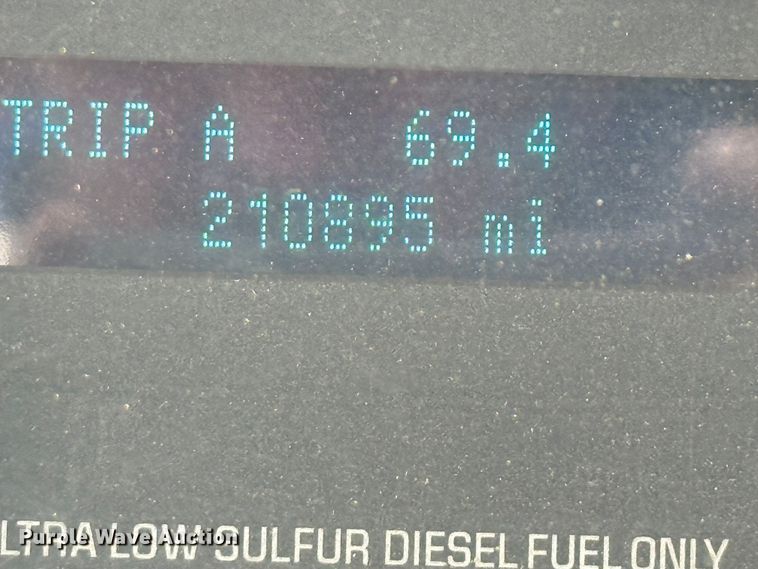 TRIP A 69.4
210895 mi
LTRA LOW SULFUR DIESEL FUEL ONLY
Purple Wave Auction